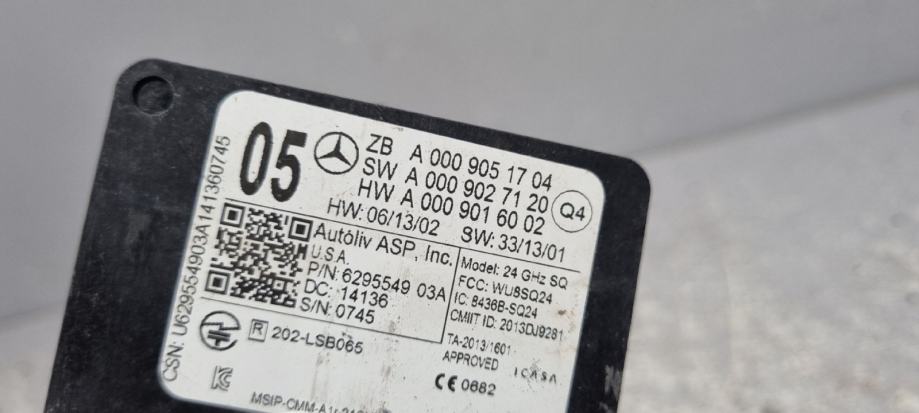 05
ZB A 000 905 17 04
SW A 000 902 71 20
HW A 000 901 60 02
Q4
HW: 06/13/02 SW: 33/13/01
Autoliv ASP, Inc.
U.S.A.
P/N: 6295549 03A
DC: 14136
S/N: 0745
Model: 24 GHz SQ
FCC: WU8SQ24
IC: 8436B-SQ24
CMIIT ID: 2013DJ9281
R 202-LSB065
TA-2013/1601
APPROVED
ICASA
CE 0682
CSN: U629554903A141360745